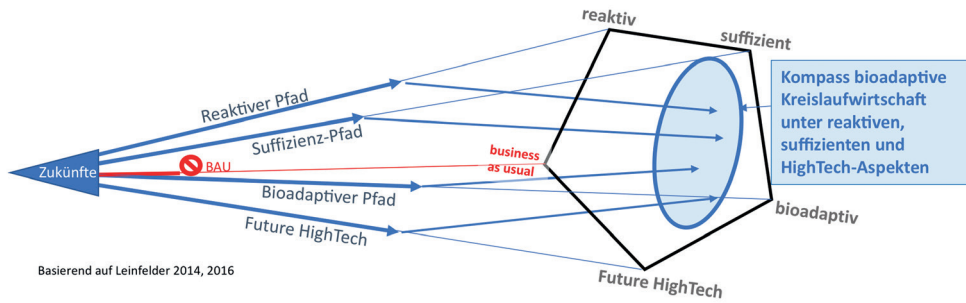 reaktiv
suffizient
Reaktiver Pfad
Suffizienz-Pfad
Zukünfte
BAU
business
as usual
Bioadaptiver Pfad
Future HighTech
Kompass bioadaptive
Kreislaufwirtschaft
unter reaktiven,
suffizienten und
HighTech-Aspekten
bioadaptiv
Future HighTech
Basierend auf Leinfelder 2014, 2016